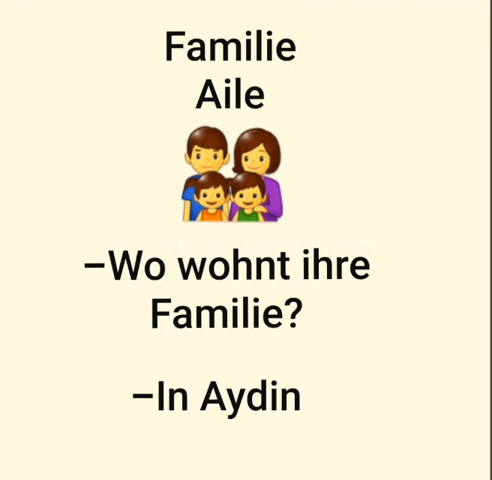 Familie
Aile
–Wo wohnt ihre
Familie?
–In Aydin